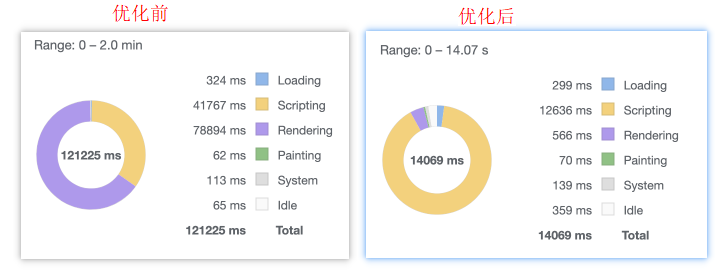 优化前
Range: 0 – 2.0 min
324 ms Loading
41767 ms Scripting
78894 ms Rendering
62 ms Painting
113 ms System
65 ms Idle
121225 ms Total
121225 ms
优化后
Range: 0 – 14.07 s
299 ms Loading
12636 ms Scripting
566 ms Rendering
70 ms Painting
139 ms System
359 ms Idle
14069 ms Total
14069 ms